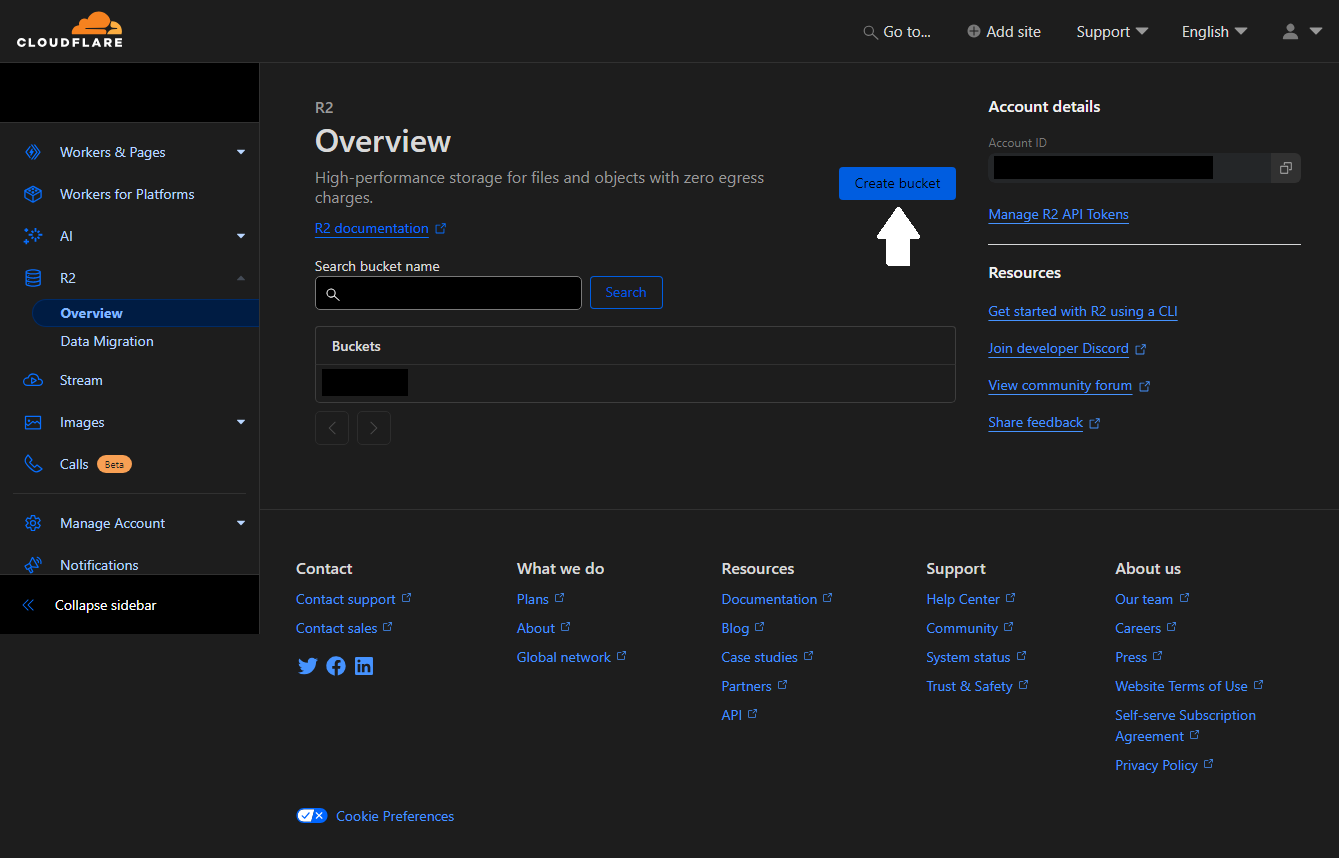 CLOUDFLARE
Go to...
Add site
Support
English
Workers & Pages
Workers for Platforms
AI
R2
Overview
Data Migration
Stream
Images
Calls
Beta
Manage Account
Notifications
Collapse sidebar
R2
Overview
High-performance storage for files and objects with zero egress
charges.
R2 documentation
Create bucket
Search bucket name
Search
Buckets
Account details
Account ID
Manage R2 API Tokens
Resources
Get started with R2 using a CLI
Join developer Discord
View community forum
Share feedback
Contact
Contact support
Contact sales
What we do
Plans
About
Global network
Resources
Documentation
Blog
Case studies
Partners
API
Support
Help Center
Community
System status
Trust & Safety
About us
Our team
Careers
Press
Website Terms of Use
Self-serve Subscription
Agreement
Privacy Policy
Cookie Preferences